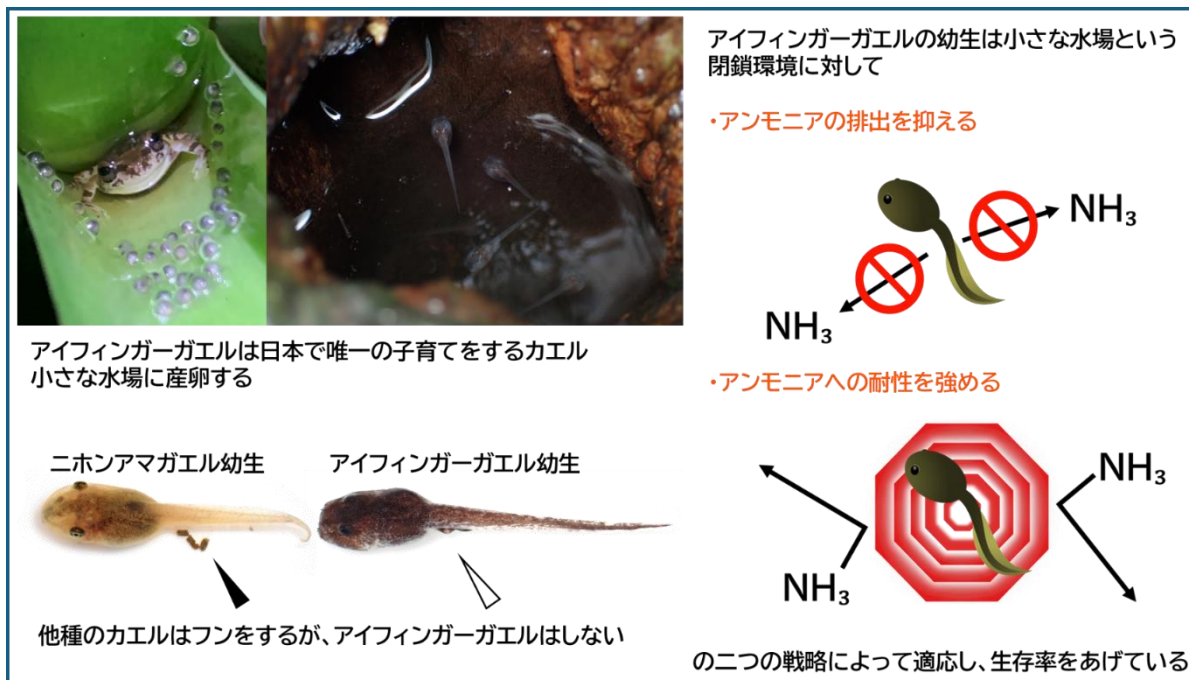 アイフィンガーガエルは日本で唯一の子育てをするカエル
小さな水場に産卵する
ニホンアマガエル幼生
アイフィンガーガエル幼生
他種のカエルはフンをするが、アイフィンガーガエルはしない
アイフィンガーガエルの幼生は小さな水場という
閉鎖環境に対して
・アンモニアの排出を抑える
NH₃
NH₃
・アンモニアへの耐性を強める
NH₃
NH₃
の二つの戦略によって適応し、生存率をあげている